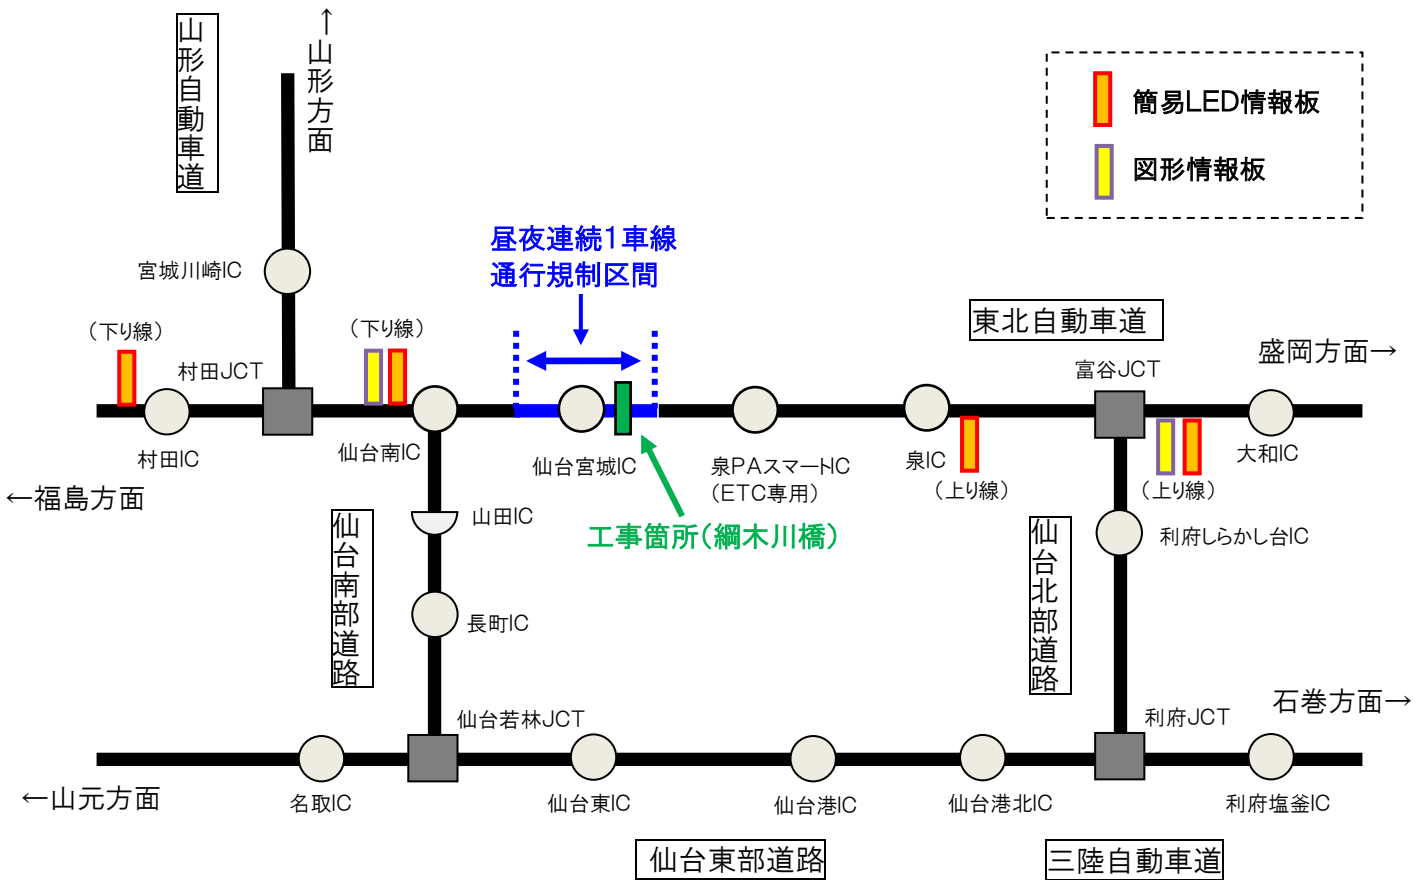 山形自動車道
←山形方面
簡易LED情報板
図形情報板
昼夜連続1車線
通行規制区間
宮城川崎IC
東北自動車道
（下り線）
（下り線）
盛岡方面→
村田JCT
富谷JCT
村田IC
仙台南IC
仙台宮城IC
泉PAスマートIC
（ETC専用）
泉IC
大和IC
（上り線）
（上り線）
←福島方面
山田IC
工事箇所（綱木川橋）
利府しらかし台IC
仙台南部道路
仙台北部道路
長町IC
石巻方面→
仙台若林JCT
利府JCT
←山元方面
名取IC
仙台東IC
仙台港IC
仙台港北IC
利府塩釜IC
仙台東部道路
三陸自動車道